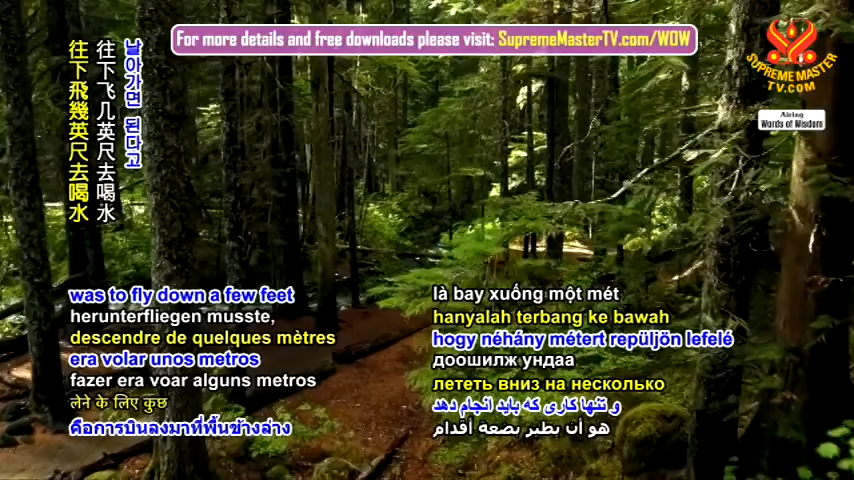 For more details and free downloads please visit: SupremeMasterTV.com/WOW
SUPREME MASTER
TV.COM
Airing
Words of Wisdom
날아가면 된다고
往下飞几英尺去喝水
往下飛幾英尺去喝水
was to fly down a few feet
herunterfliegen musste,
descendre de quelques mètres
era volar unos metros
fazer era voar alguns metros
लेने के लिए कुछ
คือการบินลงมาที่พื้นข้างล่าง
là bay xuống một mét
hanyalah terbang ke bawah
hogy néhány métert repüljön lefelé
доошилж ундаа
лететь вниз на несколько
و تنها کاری که باید انجام دهد
هو أن يطير بضعة أقدام